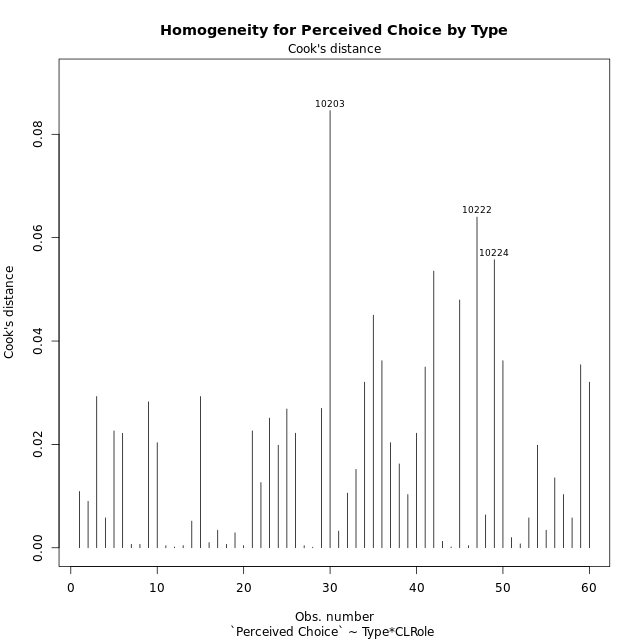 Homogeneity for Perceived Choice by Type
Cook's distance
10203
10222
10224
0.08
0.06
0.04
0.02
0.00
Cook's distance
0 10 20 30 40 50 60
Obs. number
`Perceived Choice` ~ Type*CLRole